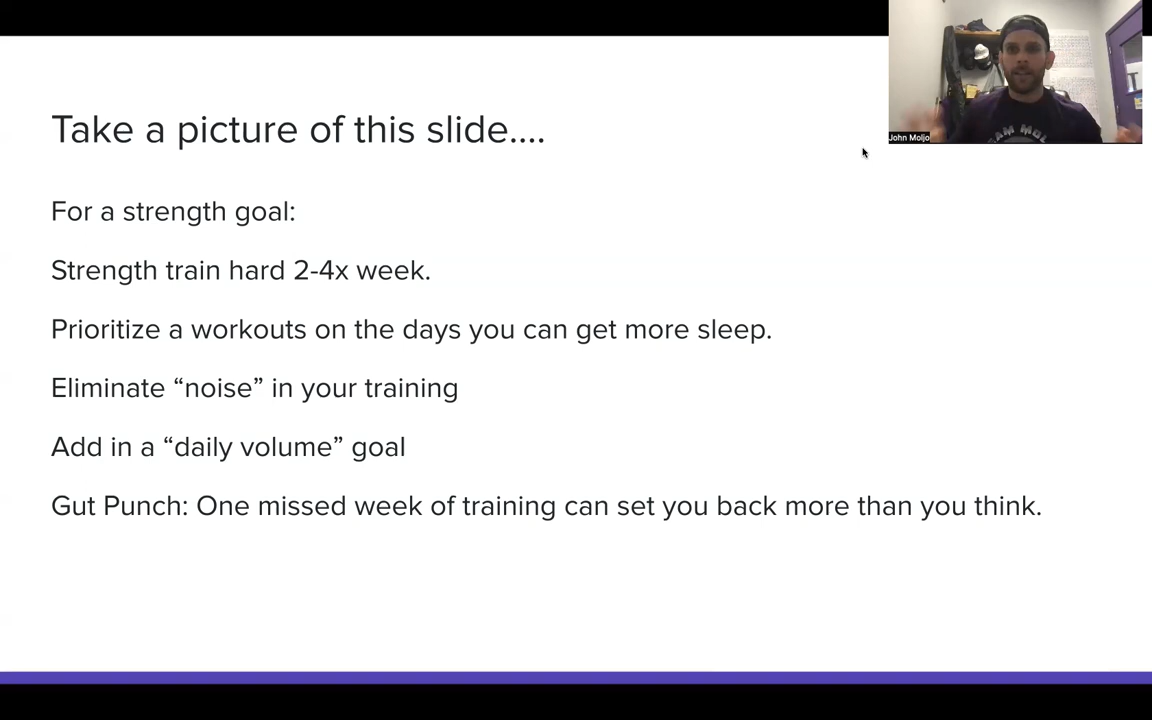 Take a picture of this slide....
For a strength goal:
Strength train hard 2-4x week.
Prioritize a workouts on the days you can get more sleep.
Eliminate “noise” in your training
Add in a “daily volume” goal
Gut Punch: One missed week of training can set you back more than you think.
John Moljo